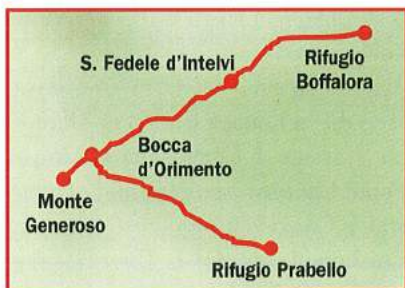 S. Fedele d'Intelvi
Rifugio
Boffalora
Bocca
d'Orimento
Monte
Generoso
Rifugio Prabello